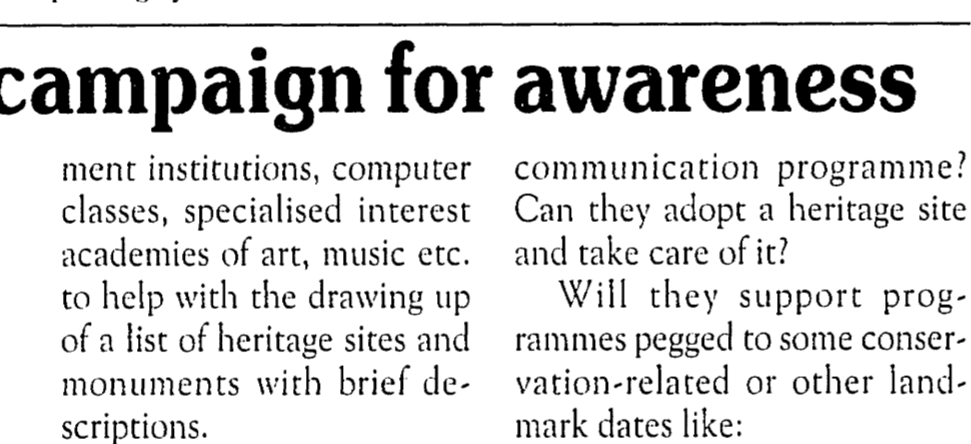 campaign for awareness
ment institutions, computer
classes, specialised interest
academies of art, music etc.
to help with the drawing up
of a list of heritage sites and
monuments with brief de-
scriptions.
communication programme?
Can they adopt a heritage site
and take care of it?
Will they support prog-
rammes pegged to some conser-
vation-related or other land-
mark dates like: